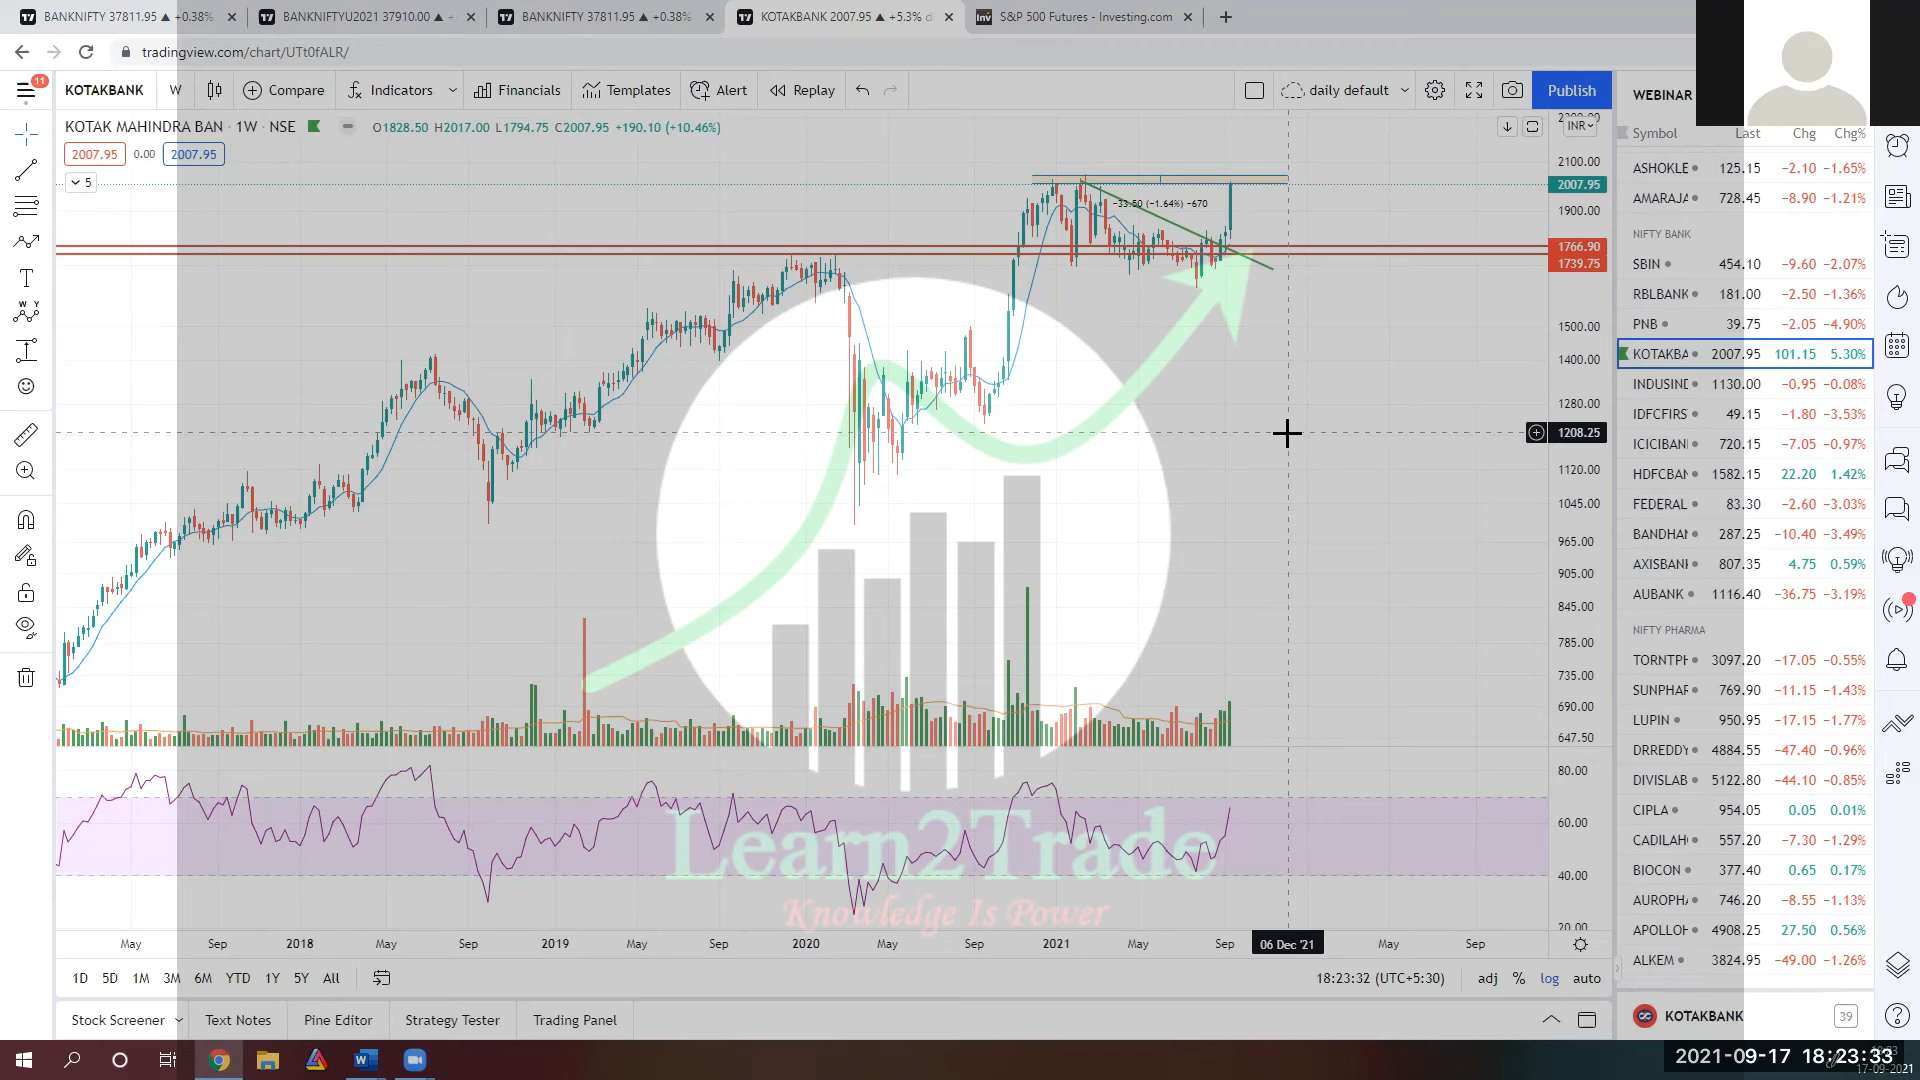 BANKNIFTY 37811.95 ▲ +0.38%
BANKNIFTYU2021 37910.00 ▲ +
BANKNIFTY 37811.95 ▲ +0.38%
KOTAKBANK 2007.95 ▲ +5.3% d
S&P 500 Futures - Investing.com
tradingview.com/chart/UTt0fALR/
11
KOTAKBANK W Compare Indicators Financials Templates Alert Replay daily default Publish
KOTAK MAHINDRA BAN · 1W · NSE O1828.50 H2017.00 L1794.75 C2007.95 +190.10 (+10.46%)
2007.95 0.00 2007.95
5
INR
−33.50 (−1.64%) −670
2100.00
2007.95
1900.00
1766.90
1739.75
1500.00
1400.00
1280.00
1208.25
1120.00
1045.00
965.00
905.00
845.00
785.00
735.00
690.00
647.50
80.00
60.00
40.00
20.00
Learn2Trade
Knowledge Is Power
May Sep 2018 May Sep 2019 May Sep 2020 May Sep 2021 May Sep 06 Dec '21 May Sep
1D 5D 1M 3M 6M YTD 1Y 5Y All
18:23:32 (UTC+5:30) adj % log auto
Stock Screener Text Notes Pine Editor Strategy Tester Trading Panel
WEBINAR
Symbol Last Chg Chg%
ASHOKLE 125.15 −2.10 −1.65%
AMARAJA 728.45 −8.90 −1.21%
NIFTY BANK
SBIN 454.10 −9.60 −2.07%
RBLBANK 181.00 −2.50 −1.36%
PNB 39.75 −2.05 −4.90%
KOTAKBA 2007.95 101.15 5.30%
INDUSIND 1130.00 −0.95 −0.08%
IDFCFIRS 49.15 −1.80 −3.53%
ICICIBANI 720.15 −7.05 −0.97%
HDFCBAN 1582.15 22.20 1.42%
FEDERAL 83.30 −2.60 −3.03%
BANDHAN 287.25 −10.40 −3.49%
AXISBANK 807.35 4.75 0.59%
AUBANK 1116.40 −36.75 −3.19%
NIFTY PHARMA
TORNTPH 3097.20 −17.05 −0.55%
SUNPHAR 769.90 −11.15 −1.43%
LUPIN 950.95 −17.15 −1.77%
DRREDDY 4884.55 −47.40 −0.96%
DIVISLAB 5122.80 −44.10 −0.85%
CIPLA 954.05 0.05 0.01%
CADILAH 557.20 −7.30 −1.29%
BIOCON 377.40 0.65 0.17%
AUROPHA 746.20 −8.55 −1.13%
APOLLOH 4908.25 27.50 0.56%
ALKEM 3824.95 −49.00 −1.26%
KOTAKBANK 39
2021-09-17 18:23:33
17-09-2021